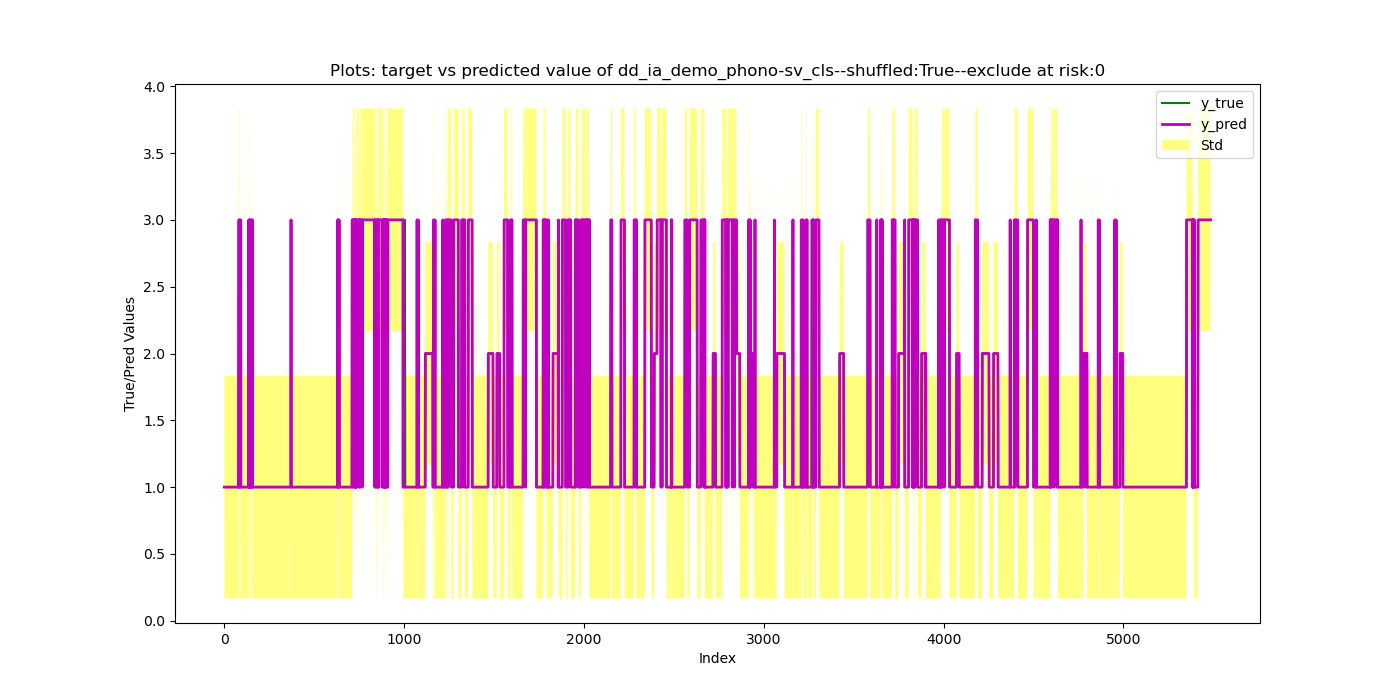 Plots: target vs predicted value of dd_ia_demo_phono-sv_cls--shuffled:True--exclude at risk:0
y_true
y_pred
Std
True/Pred Values
4.0
3.5
3.0
2.5
2.0
1.5
1.0
0.5
0.0
0 1000 2000 3000 4000 5000
Index